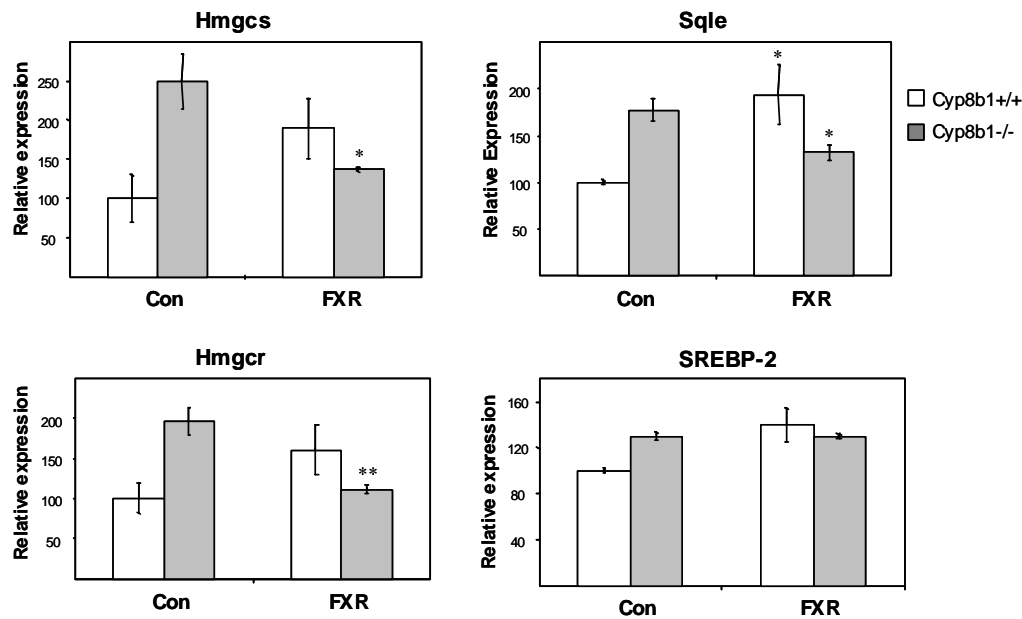 Hmgcs
Relative expression
250
200
150
100
50
*
Con
FXR
Sqle
Relative Expression
200
150
100
50
*
*
Con
FXR
Cyp8b1+/+
Cyp8b1-/-
Hmgcr
Relative expression
200
150
100
50
**
Con
FXR
SREBP-2
Relative expression
160
120
80
40
Con
FXR